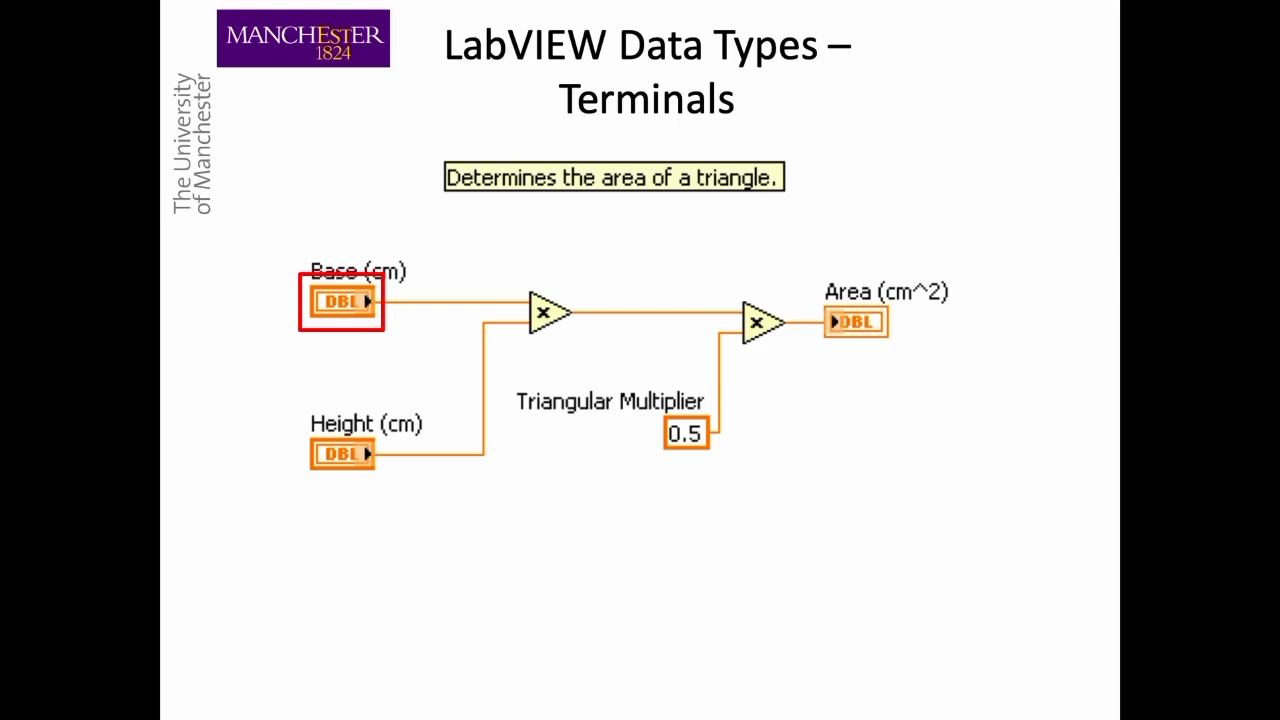 MANCHESTER
1824
The University
of Manchester
LabVIEW Data Types –
Terminals
Determines the area of a triangle.
Base (cm)
DBL
Height (cm)
DBL
×
Triangular Multiplier
0.5
×
Area (cm^2)
DBL